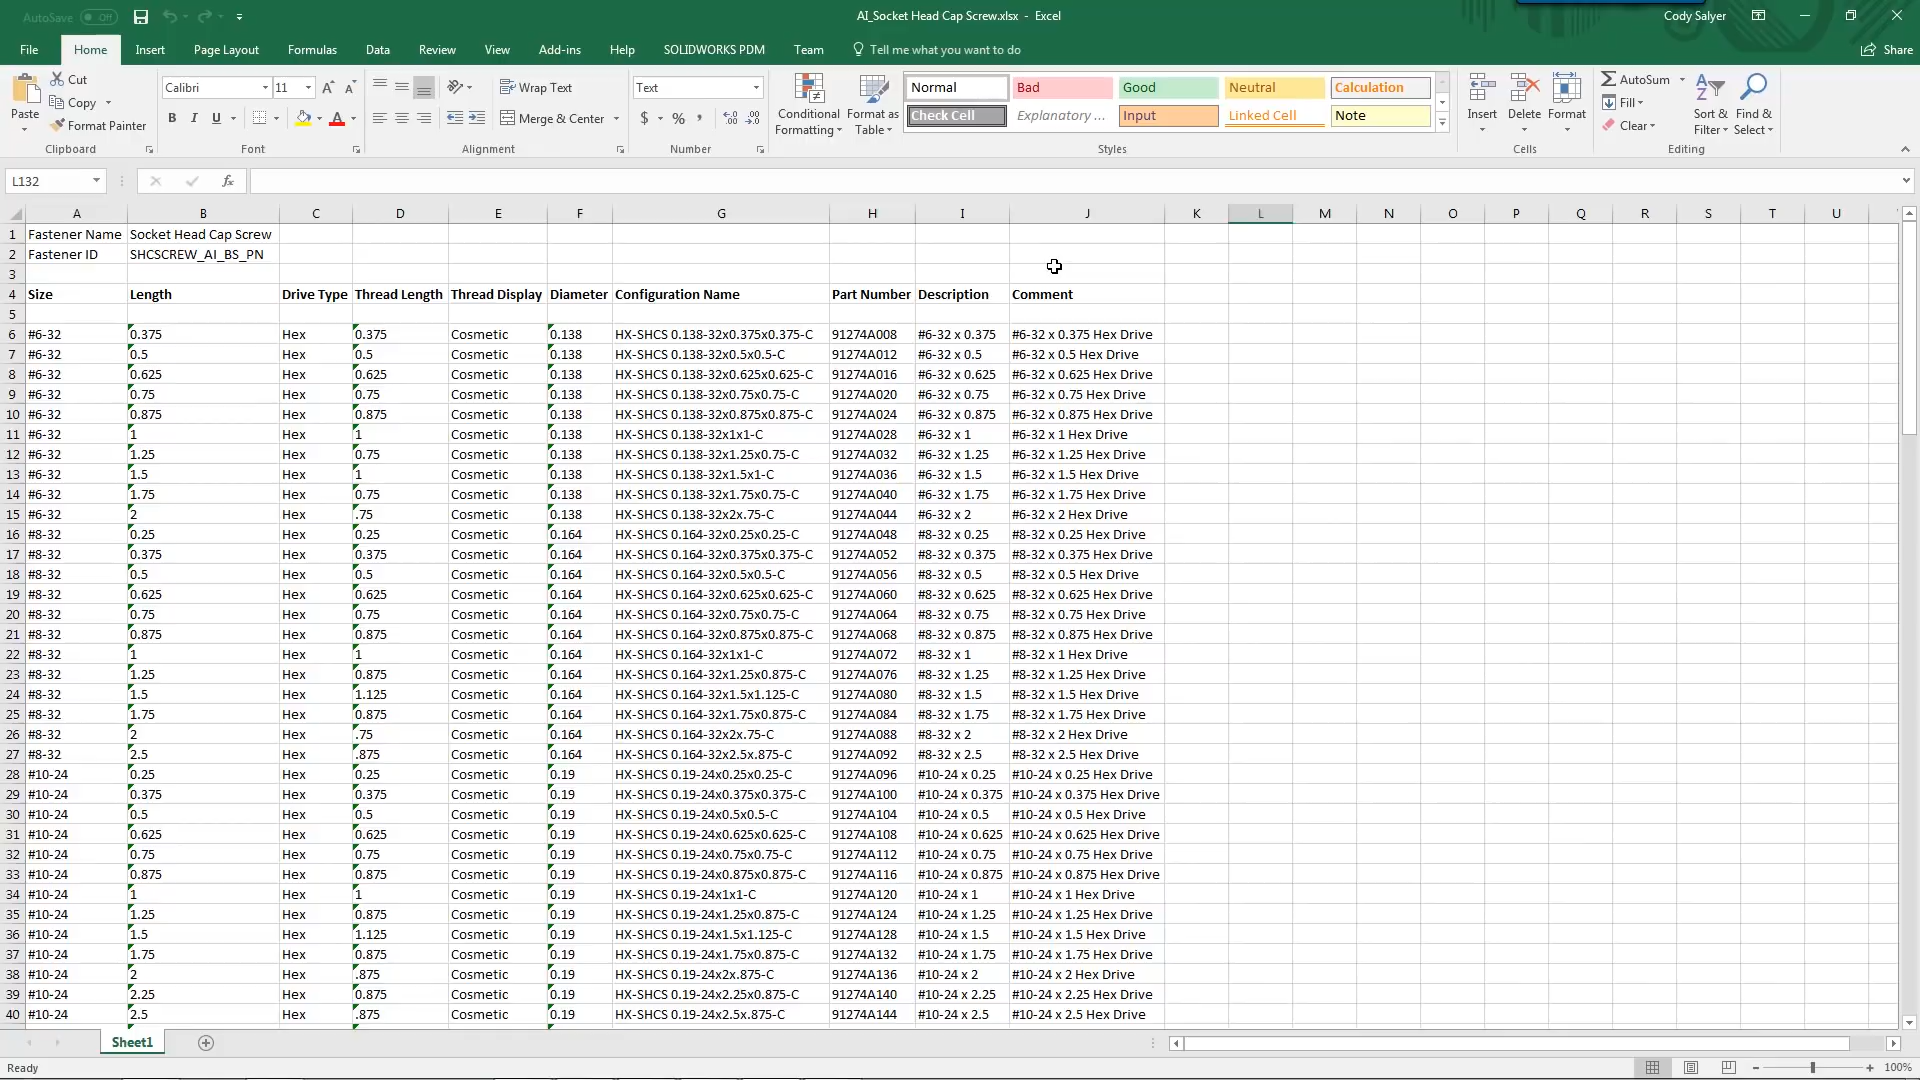 AutoSave Off AI_Socket Head Cap Screw.xlsx - Excel Cody Salyer
File Home Insert Page Layout Formulas Data Review View Add-ins Help SOLIDWORKS PDM Team Tell me what you want to do Share
Paste Cut Copy Format Painter Clipboard
Calibri 11 B I U Font
Wrap Text Merge & Center Alignment
Text $ % , Number
Conditional Formatting Format as Table Normal Bad Good Neutral Calculation
Check Cell Explanatory ... Input Linked Cell Note Styles
Insert Delete Format Cells
AutoSum Fill Clear Sort & Filter Find & Select Editing
L132 fx
A B C D E F G H I J K L M N O P Q R S T U
1 Fastener Name Socket Head Cap Screw
2 Fastener ID SHCSCREW_AI_BS_PN
3
4 Size Length Drive Type Thread Length Thread Display Diameter Configuration Name Part Number Description Comment
5
6 #6-32 0.375 Hex 0.375 Cosmetic 0.138 HX-SHCS 0.138-32x0.375x0.375-C 91274A008 #6-32 x 0.375 #6-32 x 0.375 Hex Drive
7 #6-32 0.5 Hex 0.5 Cosmetic 0.138 HX-SHCS 0.138-32x0.5x0.5-C 91274A012 #6-32 x 0.5 #6-32 x 0.5 Hex Drive
8 #6-32 0.625 Hex 0.625 Cosmetic 0.138 HX-SHCS 0.138-32x0.625x0.625-C 91274A016 #6-32 x 0.625 #6-32 x 0.625 Hex Drive
9 #6-32 0.75 Hex 0.75 Cosmetic 0.138 HX-SHCS 0.138-32x0.75x0.75-C 91274A020 #6-32 x 0.75 #6-32 x 0.75 Hex Drive
10 #6-32 0.875 Hex 0.875 Cosmetic 0.138 HX-SHCS 0.138-32x0.875x0.875-C 91274A024 #6-32 x 0.875 #6-32 x 0.875 Hex Drive
11 #6-32 1 Hex 1 Cosmetic 0.138 HX-SHCS 0.138-32x1x1-C 91274A028 #6-32 x 1 #6-32 x 1 Hex Drive
12 #6-32 1.25 Hex 0.75 Cosmetic 0.138 HX-SHCS 0.138-32x1.25x0.75-C 91274A032 #6-32 x 1.25 #6-32 x 1.25 Hex Drive
13 #6-32 1.5 Hex 1 Cosmetic 0.138 HX-SHCS 0.138-32x1.5x1-C 91274A036 #6-32 x 1.5 #6-32 x 1.5 Hex Drive
14 #6-32 1.75 Hex 0.75 Cosmetic 0.138 HX-SHCS 0.138-32x1.75x0.75-C 91274A040 #6-32 x 1.75 #6-32 x 1.75 Hex Drive
15 #6-32 2 Hex .75 Cosmetic 0.138 HX-SHCS 0.138-32x2x.75-C 91274A044 #6-32 x 2 #6-32 x 2 Hex Drive
16 #8-32 0.25 Hex 0.25 Cosmetic 0.164 HX-SHCS 0.164-32x0.25x0.25-C 91274A048 #8-32 x 0.25 #8-32 x 0.25 Hex Drive
17 #8-32 0.375 Hex 0.375 Cosmetic 0.164 HX-SHCS 0.164-32x0.375x0.375-C 91274A052 #8-32 x 0.375 #8-32 x 0.375 Hex Drive
18 #8-32 0.5 Hex 0.5 Cosmetic 0.164 HX-SHCS 0.164-32x0.5x0.5-C 91274A056 #8-32 x 0.5 #8-32 x 0.5 Hex Drive
19 #8-32 0.625 Hex 0.625 Cosmetic 0.164 HX-SHCS 0.164-32x0.625x0.625-C 91274A060 #8-32 x 0.625 #8-32 x 0.625 Hex Drive
20 #8-32 0.75 Hex 0.75 Cosmetic 0.164 HX-SHCS 0.164-32x0.75x0.75-C 91274A064 #8-32 x 0.75 #8-32 x 0.75 Hex Drive
21 #8-32 0.875 Hex 0.875 Cosmetic 0.164 HX-SHCS 0.164-32x0.875x0.875-C 91274A068 #8-32 x 0.875 #8-32 x 0.875 Hex Drive
22 #8-32 1 Hex 1 Cosmetic 0.164 HX-SHCS 0.164-32x1x1-C 91274A072 #8-32 x 1 #8-32 x 1 Hex Drive
23 #8-32 1.25 Hex 0.875 Cosmetic 0.164 HX-SHCS 0.164-32x1.25x0.875-C 91274A076 #8-32 x 1.25 #8-32 x 1.25 Hex Drive
24 #8-32 1.5 Hex 1.125 Cosmetic 0.164 HX-SHCS 0.164-32x1.5x1.125-C 91274A080 #8-32 x 1.5 #8-32 x 1.5 Hex Drive
25 #8-32 1.75 Hex 0.875 Cosmetic 0.164 HX-SHCS 0.164-32x1.75x0.875-C 91274A084 #8-32 x 1.75 #8-32 x 1.75 Hex Drive
26 #8-32 2 Hex .75 Cosmetic 0.164 HX-SHCS 0.164-32x2x.75-C 91274A088 #8-32 x 2 #8-32 x 2 Hex Drive
27 #8-32 2.5 Hex .875 Cosmetic 0.164 HX-SHCS 0.164-32x2.5x.875-C 91274A092 #8-32 x 2.5 #8-32 x 2.5 Hex Drive
28 #10-24 0.25 Hex 0.25 Cosmetic 0.19 HX-SHCS 0.19-24x0.25x0.25-C 91274A096 #10-24 x 0.25 #10-24 x 0.25 Hex Drive
29 #10-24 0.375 Hex 0.375 Cosmetic 0.19 HX-SHCS 0.19-24x0.375x0.375-C 91274A100 #10-24 x 0.375 #10-24 x 0.375 Hex Drive
30 #10-24 0.5 Hex 0.5 Cosmetic 0.19 HX-SHCS 0.19-24x0.5x0.5-C 91274A104 #10-24 x 0.5 #10-24 x 0.5 Hex Drive
31 #10-24 0.625 Hex 0.625 Cosmetic 0.19 HX-SHCS 0.19-24x0.625x0.625-C 91274A108 #10-24 x 0.625 #10-24 x 0.625 Hex Drive
32 #10-24 0.75 Hex 0.75 Cosmetic 0.19 HX-SHCS 0.19-24x0.75x0.75-C 91274A112 #10-24 x 0.75 #10-24 x 0.75 Hex Drive
33 #10-24 0.875 Hex 0.875 Cosmetic 0.19 HX-SHCS 0.19-24x0.875x0.875-C 91274A116 #10-24 x 0.875 #10-24 x 0.875 Hex Drive
34 #10-24 1 Hex 1 Cosmetic 0.19 HX-SHCS 0.19-24x1x1-C 91274A120 #10-24 x 1 #10-24 x 1 Hex Drive
35 #10-24 1.25 Hex 0.875 Cosmetic 0.19 HX-SHCS 0.19-24x1.25x0.875-C 91274A124 #10-24 x 1.25 #10-24 x 1.25 Hex Drive
36 #10-24 1.5 Hex 1.125 Cosmetic 0.19 HX-SHCS 0.19-24x1.5x1.125-C 91274A128 #10-24 x 1.5 #10-24 x 1.5 Hex Drive
37 #10-24 1.75 Hex 0.875 Cosmetic 0.19 HX-SHCS 0.19-24x1.75x0.875-C 91274A132 #10-24 x 1.75 #10-24 x 1.75 Hex Drive
38 #10-24 2 Hex .875 Cosmetic 0.19 HX-SHCS 0.19-24x2x.875-C 91274A136 #10-24 x 2 #10-24 x 2 Hex Drive
39 #10-24 2.25 Hex 0.875 Cosmetic 0.19 HX-SHCS 0.19-24x2.25x0.875-C 91274A140 #10-24 x 2.25 #10-24 x 2.25 Hex Drive
40 #10-24 2.5 Hex .875 Cosmetic 0.19 HX-SHCS 0.19-24x2.5x.875-C 91274A144 #10-24 x 2.5 #10-24 x 2.5 Hex Drive
Sheet1
Ready 100%